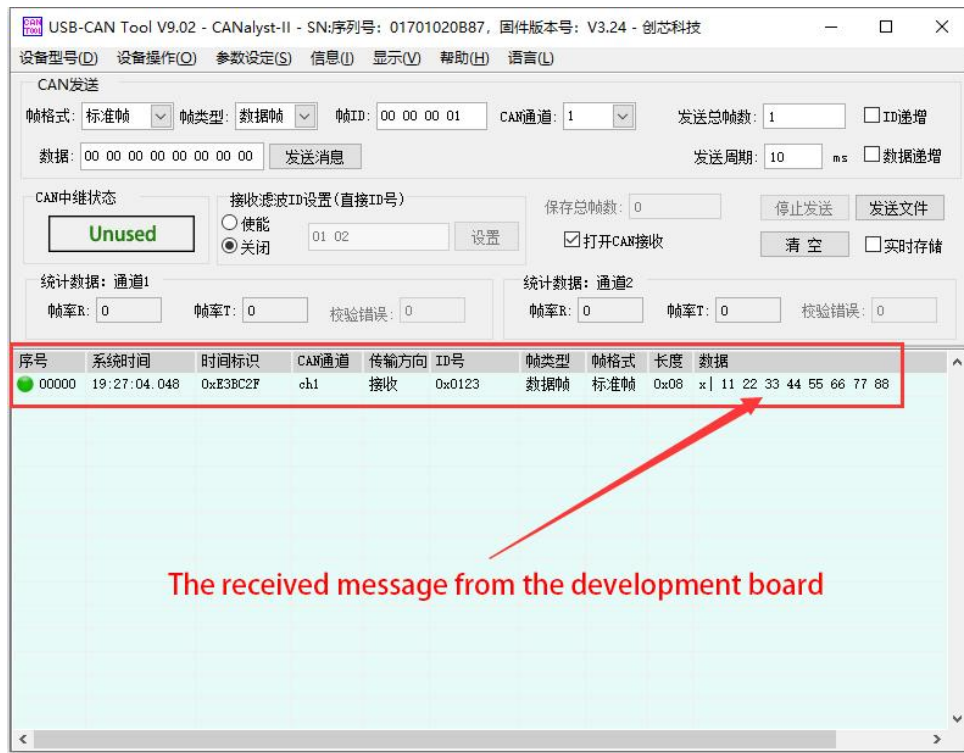 USB-CAN Tool V9.02 - CANalyst-II - SN:序列号: 01701020B87, 固件版本号: V3.24 - 创芯科技
设备型号(D) 设备操作(O) 参数设定(S) 信息(I) 显示(V) 帮助(H) 语言(L)
CAN发送
帧格式: 标准帧 帧类型: 数据帧 帧ID: 00 00 00 01 CAN通道: 1 发送总帧数: 1 ID递增
数据: 00 00 00 00 00 00 00 00 发送消息 发送周期: 10 ms 数据递增
CAN中继状态 接收滤波ID设置(直接ID号)
Unused 使能 关闭 01 02 设置
保存总帧数: 0 停止发送 发送文件
打开CAN接收 清 空 实时存储
统计数据: 通道1 统计数据: 通道2
帧率R: 0 帧率T: 0 校验错误: 0 帧率R: 0 帧率T: 0 校验错误: 0
序号 系统时间 时间标识 CAN通道 传输方向 ID号 帧类型 帧格式 长度 数据
00000 19:27:04.048 0xE3BC2F ch1 接收 0x0123 数据帧 标准帧 0x08 x| 11 22 33 44 55 66 77 88
The received message from the development board